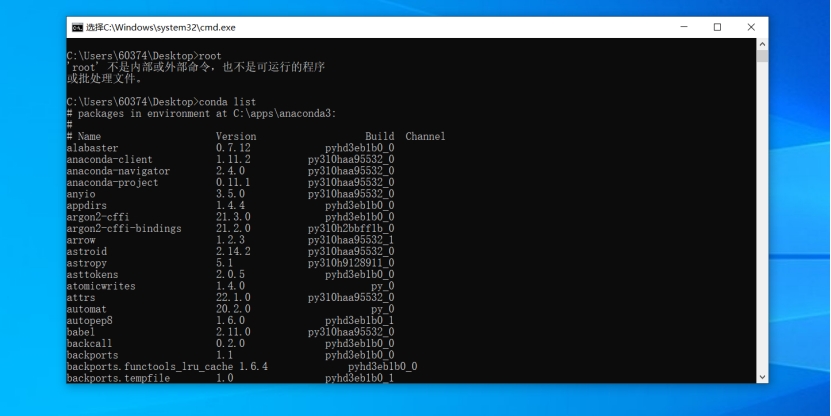 选择C:\Windows\system32\cmd.exe
C:\Users\60374\Desktop>root
'root' 不是内部或外部命令，也不是可运行的程序
或批处理文件。
C:\Users\60374\Desktop>conda list
# packages in environment at C:\apps\anaconda3:
#
# Name Version Build Channel
alabaster 0.7.12 pyhd3eb1b0_0
anaconda-client 1.11.2 py310haa95532_0
anaconda-navigator 2.4.0 py310haa95532_0
anaconda-project 0.11.1 py310haa95532_0
anyio 3.5.0 py310haa95532_0
appdirs 1.4.4 pyhd3eb1b0_0
argon2-cffi 21.3.0 pyhd3eb1b0_0
argon2-cffi-bindings 21.2.0 py310h2bbff1b_0
arrow 1.2.3 py310haa95532_1
astroid 2.14.2 py310haa95532_0
astropy 5.1 py310h9128911_0
asttokens 2.0.5 pyhd3eb1b0_0
atomicwrites 1.4.0 py_0
attrs 22.1.0 py310haa95532_0
automat 20.2.0 py_0
autopep8 1.6.0 pyhd3eb1b0_1
babel 2.11.0 py310haa95532_0
backcall 0.2.0 pyhd3eb1b0_0
backports 1.1 pyhd3eb1b0_0
backports.functools_lru_cache 1.6.4 pyhd3eb1b0_0
backports.tempfile 1.0 pyhd3eb1b0_1